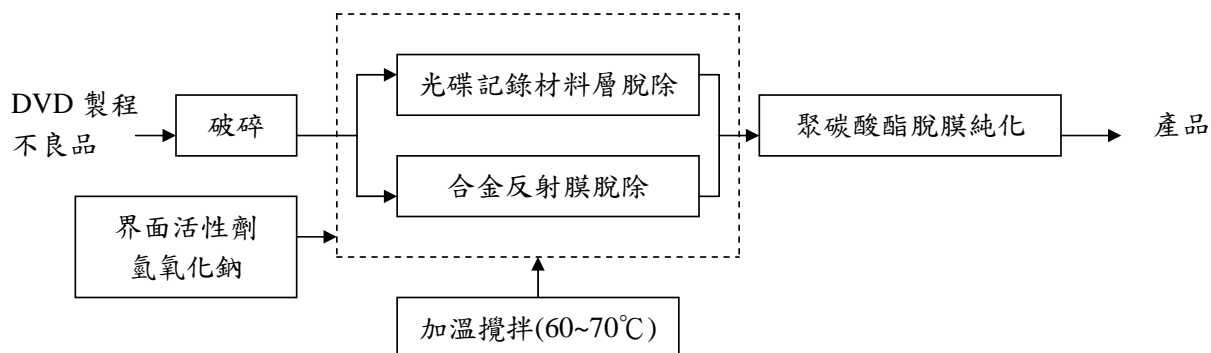 DVD 製程
不良品
破碎
光碟記錄材料層脫除
合金反射膜脫除
聚碳酸酯脫膜純化
產品
界面活性劑
氫氧化鈉
加溫攪拌(60~70℃)